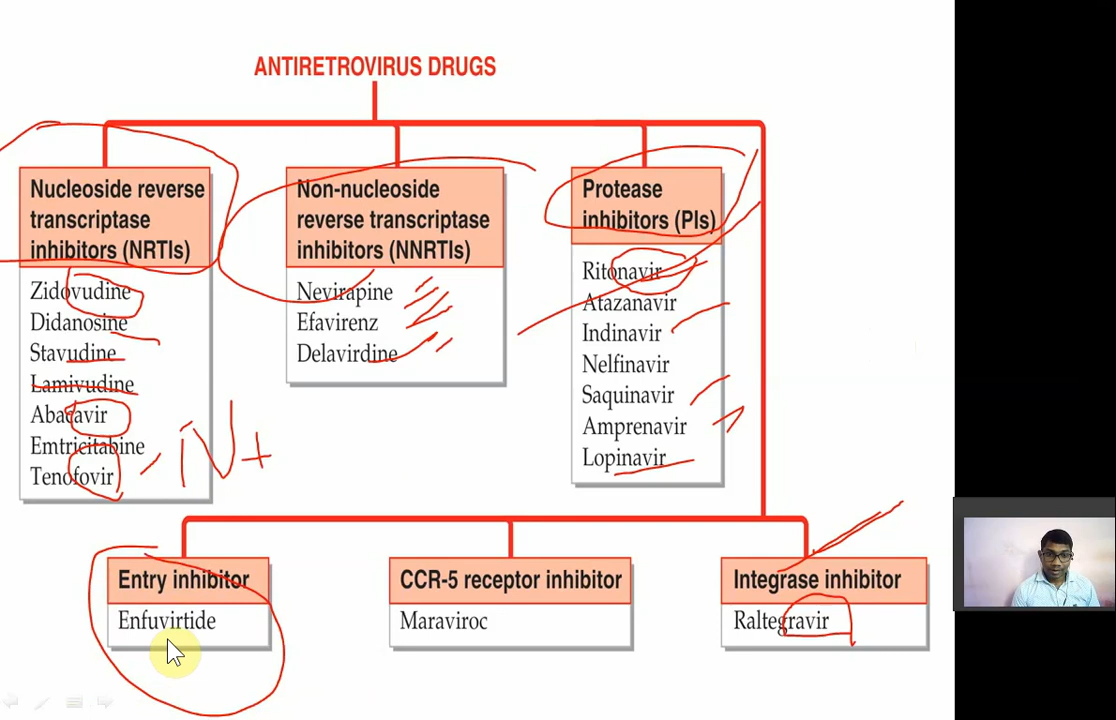 ANTIRETROVIRUS DRUGS
Nucleoside reverse
transcriptase
inhibitors (NRTIs)
Zidovudine
Didanosine
Stavudine
Lamivudine
Abacavir
Emtricitabine
Tenofovir
Non-nucleoside
reverse transcriptase
inhibitors (NNRTIs)
Nevirapine
Efavirenz
Delavirdine
Protease
inhibitors (PIs)
Ritonavir
Atazanavir
Indinavir
Nelfinavir
Saquinavir
Amprenavir
Lopinavir
Entry inhibitor
Enfuvirtide
CCR-5 receptor inhibitor
Maraviroc
Integrase inhibitor
Raltegravir